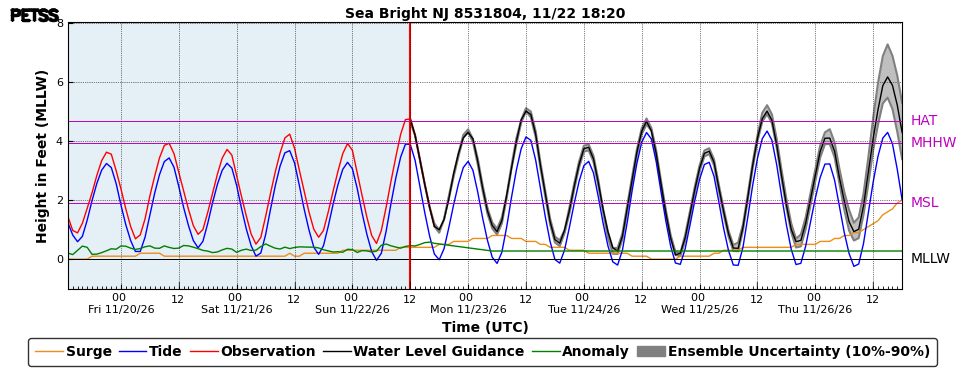 PETSS
Sea Bright NJ 8531804, 11/22 18:20
Height in Feet (MLLW)
8
6
4
2
0
HAT
MHHW
MSL
MLLW
00 12 00 12 00 12 00 12 00 12 00 12 00 12
Fri 11/20/26 Sat 11/21/26 Sun 11/22/26 Mon 11/23/26 Tue 11/24/26 Wed 11/25/26 Thu 11/26/26
Time (UTC)
Surge Tide Observation Water Level Guidance Anomaly Ensemble Uncertainty (10%-90%)